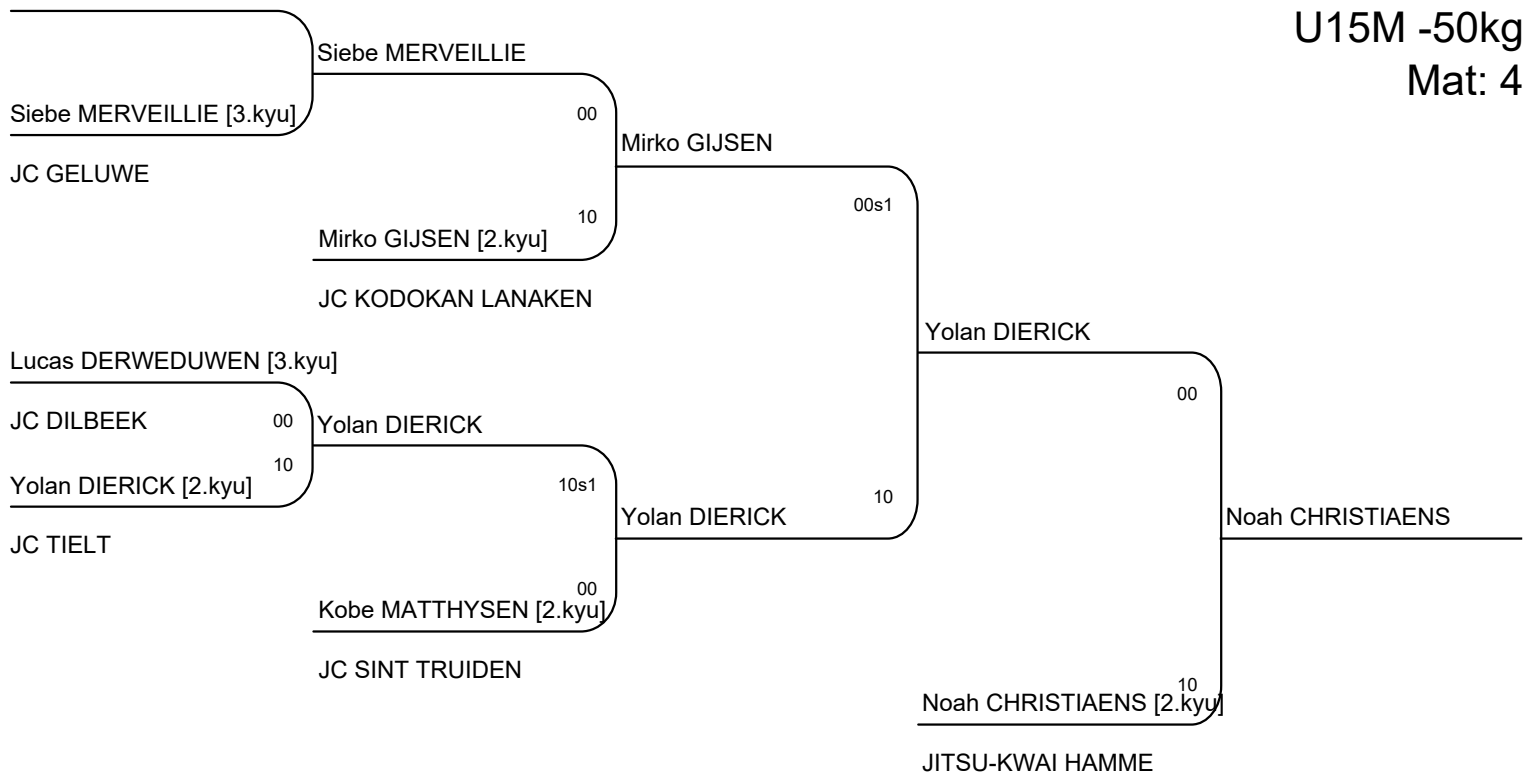 U15M -50kg
Mat: 4
Siebe MERVEILLIE
Siebe MERVEILLIE [3.kyu]
00
JC GELUWE
Mirko GIJSEN
00s1
10
Mirko GIJSEN [2.kyu]
JC KODOKAN LANAKEN
Yolan DIERICK
Lucas DERWEDUWEN [3.kyu]
00
JC DILBEEK
00
Yolan DIERICK
10
Yolan DIERICK [2.kyu]
10s1
10
JC TIELT
Yolan DIERICK
Noah CHRISTIAENS
00
Kobe MATTHYSEN [2.kyu]
JC SINT TRUIDEN
10
Noah CHRISTIAENS [2.kyu]
JITSU-KWAI HAMME